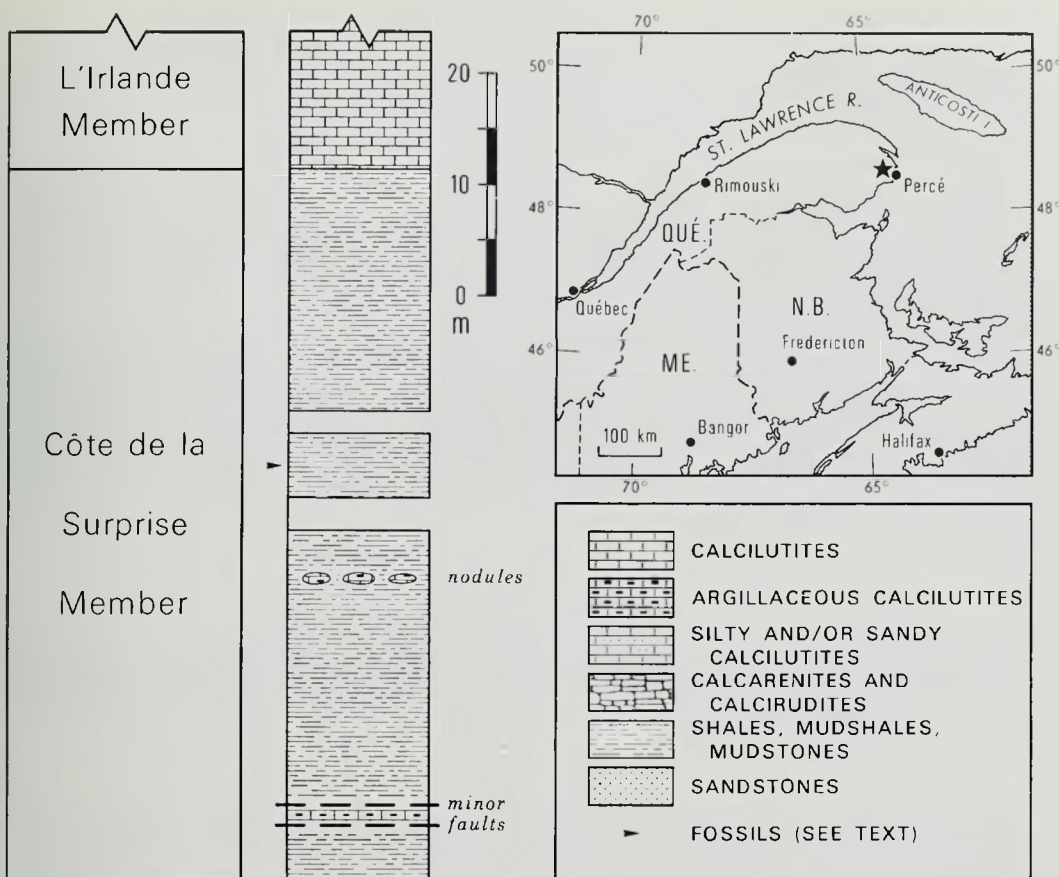 L'Irlande
Member
Côte de la
Surprise
Member
20
10
0
m
nodules
minor
faults
70°
65°
50°
50°
ANTICOSTI I
ST. LAWRENCE R.
Rimouski
Percé
48°
48°
QUÉ.
Québec
N.B.
Fredericton
46°
46°
ME.
100 km
Bangor
Halifax
70°
65°
CALCILUTITES
ARGILLACEOUS CALCILUTITES
SILTY AND/OR SANDY
CALCILUTITES
CALCARENITES AND
CALCIRUDITES
SHALES, MUDSHALES,
MUDSTONES
SANDSTONES
FOSSILS (SEE TEXT)